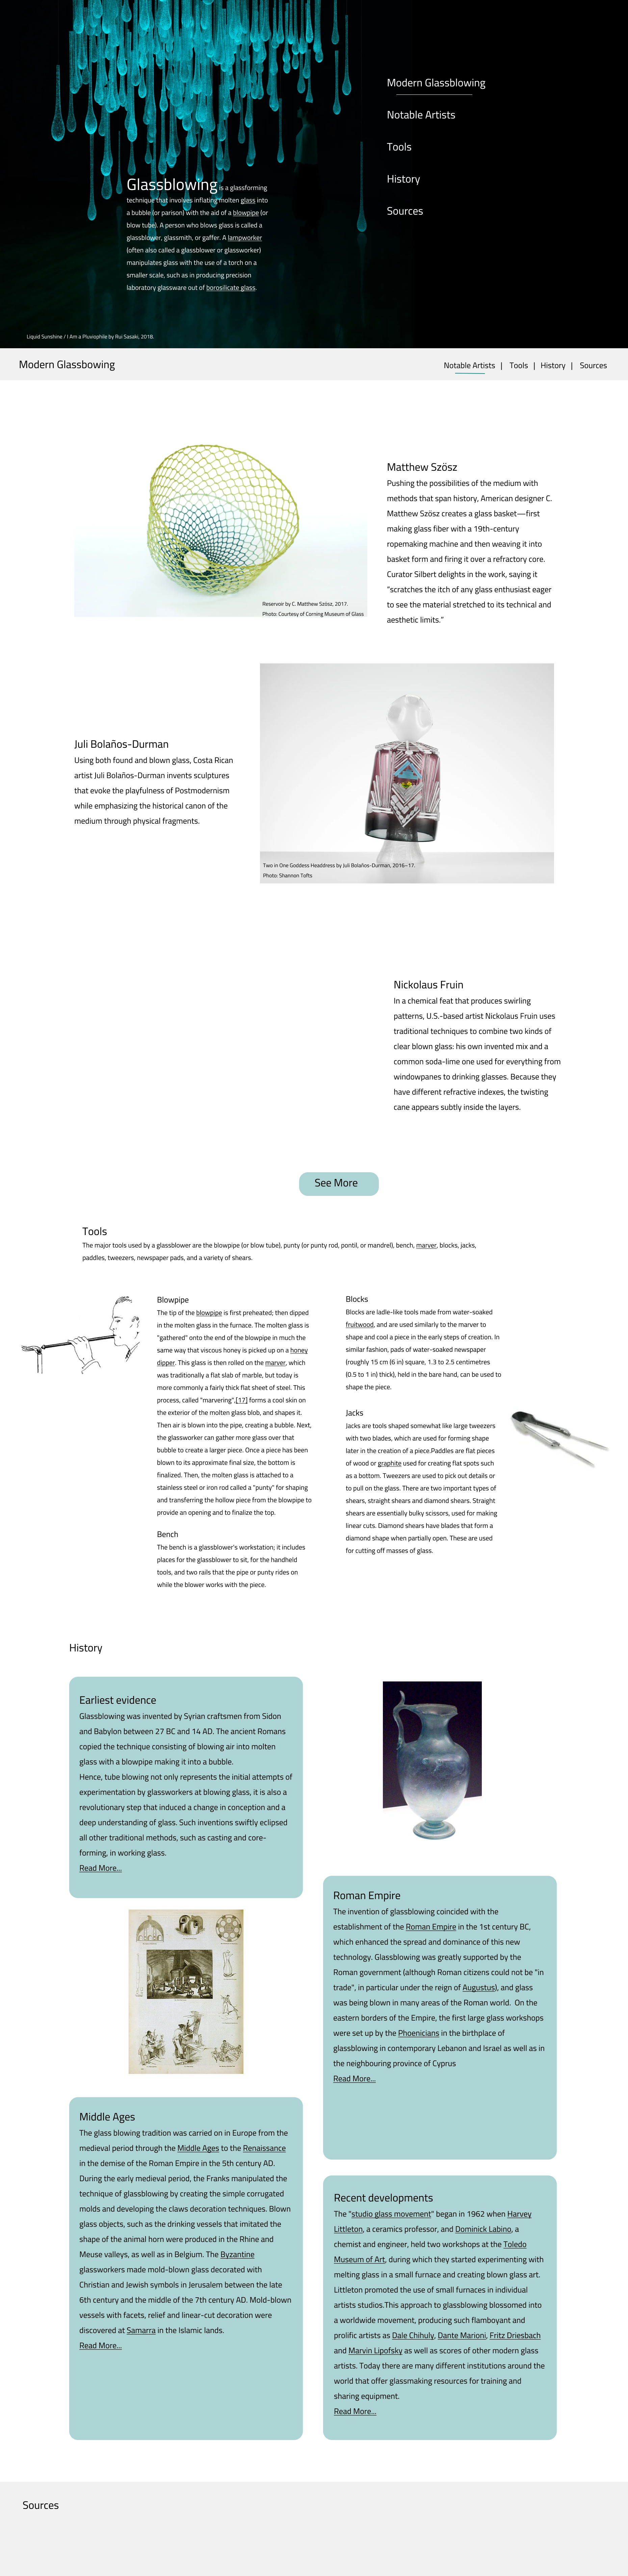 Modern Glassblowing
Notable Artists
Tools
History
Sources
Glassblowing is a glassforming
technique that involves inflating molten glass into
a bubble (or parison) with the aid of a blowpipe (or
blow tube). A person who blows glass is called a
glassblower, glassmith, or gaffer. A lampworker
(often also called a glassblower or glassworker)
manipulates glass with the use of a torch on a
smaller scale, such as in producing precision
laboratory glassware out of borosilicate glass.
Liquid Sunshine / I Am a Pluviophile by Rui Sasaki, 2018.
Modern Glassbowing
Notable Artists | Tools | History | Sources
Matthew Szösz
Pushing the possibilities of the medium with
methods that span history, American designer C.
Matthew Szösz creates a glass basket—first
making glass fiber with a 19th-century
ropemaking machine and then weaving it into
basket form and firing it over a refractory core.
Curator Silbert delights in the work, saying it
"scratches the itch of any glass enthusiast eager
to see the material stretched to its technical and
aesthetic limits."
Reservoir by C. Matthew Szösz, 2017.
Photo: Courtesy of Corning Museum of Glass
Juli Bolaños-Durman
Using both found and blown glass, Costa Rican
artist Juli Bolaños-Durman invents sculptures
that evoke the playfulness of Postmodernism
while emphasizing the historical canon of the
medium through physical fragments.
Two in One Goddess Headdress by Juli Bolaños-Durman, 2016–17.
Photo: Shannon Tofts
Nickolaus Fruin
In a chemical feat that produces swirling
patterns, U.S.-based artist Nickolaus Fruin uses
traditional techniques to combine two kinds of
clear blown glass: his own invented mix and a
common soda-lime one used for everything from
windowpanes to drinking glasses. Because they
have different refractive indexes, the twisting
cane appears subtly inside the layers.
See More
Tools
The major tools used by a glassblower are the blowpipe (or blow tube), punty (or punty rod, pontil, or mandrel), bench, marver, blocks, jacks,
paddles, tweezers, newspaper pads, and a variety of shears.
Blowpipe
The tip of the blowpipe is first preheated; then dipped
in the molten glass in the furnace. The molten glass is
"gathered" onto the end of the blowpipe in much the
same way that viscous honey is picked up on a honey
dipper. This glass is then rolled on the marver, which
was traditionally a flat slab of marble, but today is
more commonly a fairly thick flat sheet of steel. This
process, called "marvering",[17] forms a cool skin on
the exterior of the molten glass blob, and shapes it.
Then air is blown into the pipe, creating a bubble. Next,
the glassworker can gather more glass over that
bubble to create a larger piece. Once a piece has been
blown to its approximate final size, the bottom is
finalized. Then, the molten glass is attached to a
stainless steel or iron rod called a "punty" for shaping
and transferring the hollow piece from the blowpipe to
provide an opening and to finalize the top.
Bench
The bench is a glassblower's workstation; it includes
places for the glassblower to sit, for the handheld
tools, and two rails that the pipe or punty rides on
while the blower works with the piece.
Blocks
Blocks are ladle-like tools made from water-soaked
fruitwood, and are used similarly to the marver to
shape and cool a piece in the early steps of creation. In
similar fashion, pads of water-soaked newspaper
(roughly 15 cm (6 in) square, 1.3 to 2.5 centimetres
(0.5 to 1 in) thick), held in the bare hand, can be used to
shape the piece.
Jacks
Jacks are tools shaped somewhat like large tweezers
with two blades, which are used for forming shape
later in the creation of a piece.Paddles are flat pieces
of wood or graphite used for creating flat spots such
as a bottom. Tweezers are used to pick out details or
to pull on the glass. There are two important types of
shears, straight shears and diamond shears. Straight
shears are essentially bulky scissors, used for making
linear cuts. Diamond shears have blades that form a
diamond shape when partially open. These are used
for cutting off masses of glass.
History
Earliest evidence
Glassblowing was invented by Syrian craftsmen from Sidon
and Babylon between 27 BC and 14 AD. The ancient Romans
copied the technique consisting of blowing air into molten
glass with a blowpipe making it into a bubble.
Hence, tube blowing not only represents the initial attempts of
experimentation by glassworkers at blowing glass, it is also a
revolutionary step that induced a change in conception and a
deep understanding of glass. Such inventions swiftly eclipsed
all other traditional methods, such as casting and core-
forming, in working glass.
Read More...
Roman Empire
The invention of glassblowing coincided with the
establishment of the Roman Empire in the 1st century BC,
which enhanced the spread and dominance of this new
technology. Glassblowing was greatly supported by the
Roman government (although Roman citizens could not be "in
trade", in particular under the reign of Augustus), and glass
was being blown in many areas of the Roman world. On the
eastern borders of the Empire, the first large glass workshops
were set up by the Phoenicians in the birthplace of
glassblowing in contemporary Lebanon and Israel as well as in
the neighbouring province of Cyprus
Read More...
Middle Ages
The glass blowing tradition was carried on in Europe from the
medieval period through the Middle Ages to the Renaissance
in the demise of the Roman Empire in the 5th century AD.
During the early medieval period, the Franks manipulated the
technique of glassblowing by creating the simple corrugated
molds and developing the claws decoration techniques. Blown
glass objects, such as the drinking vessels that imitated the
shape of the animal horn were produced in the Rhine and
Meuse valleys, as well as in Belgium. The Byzantine
glassworkers made mold-blown glass decorated with
Christian and Jewish symbols in Jerusalem between the late
6th century and the middle of the 7th century AD. Mold-blown
vessels with facets, relief and linear-cut decoration were
discovered at Samarra in the Islamic lands.
Read More...
Recent developments
The "studio glass movement" began in 1962 when Harvey
Littleton, a ceramics professor, and Dominick Labino, a
chemist and engineer, held two workshops at the Toledo
Museum of Art, during which they started experimenting with
melting glass in a small furnace and creating blown glass art.
Littleton promoted the use of small furnaces in individual
artists studios.This approach to glassblowing blossomed into
a worldwide movement, producing such flamboyant and
prolific artists as Dale Chihuly, Dante Marioni, Fritz Driesbach
and Marvin Lipofsky as well as scores of other modern glass
artists. Today there are many different institutions around the
world that offer glassmaking resources for training and
sharing equipment.
Read More...
Sources